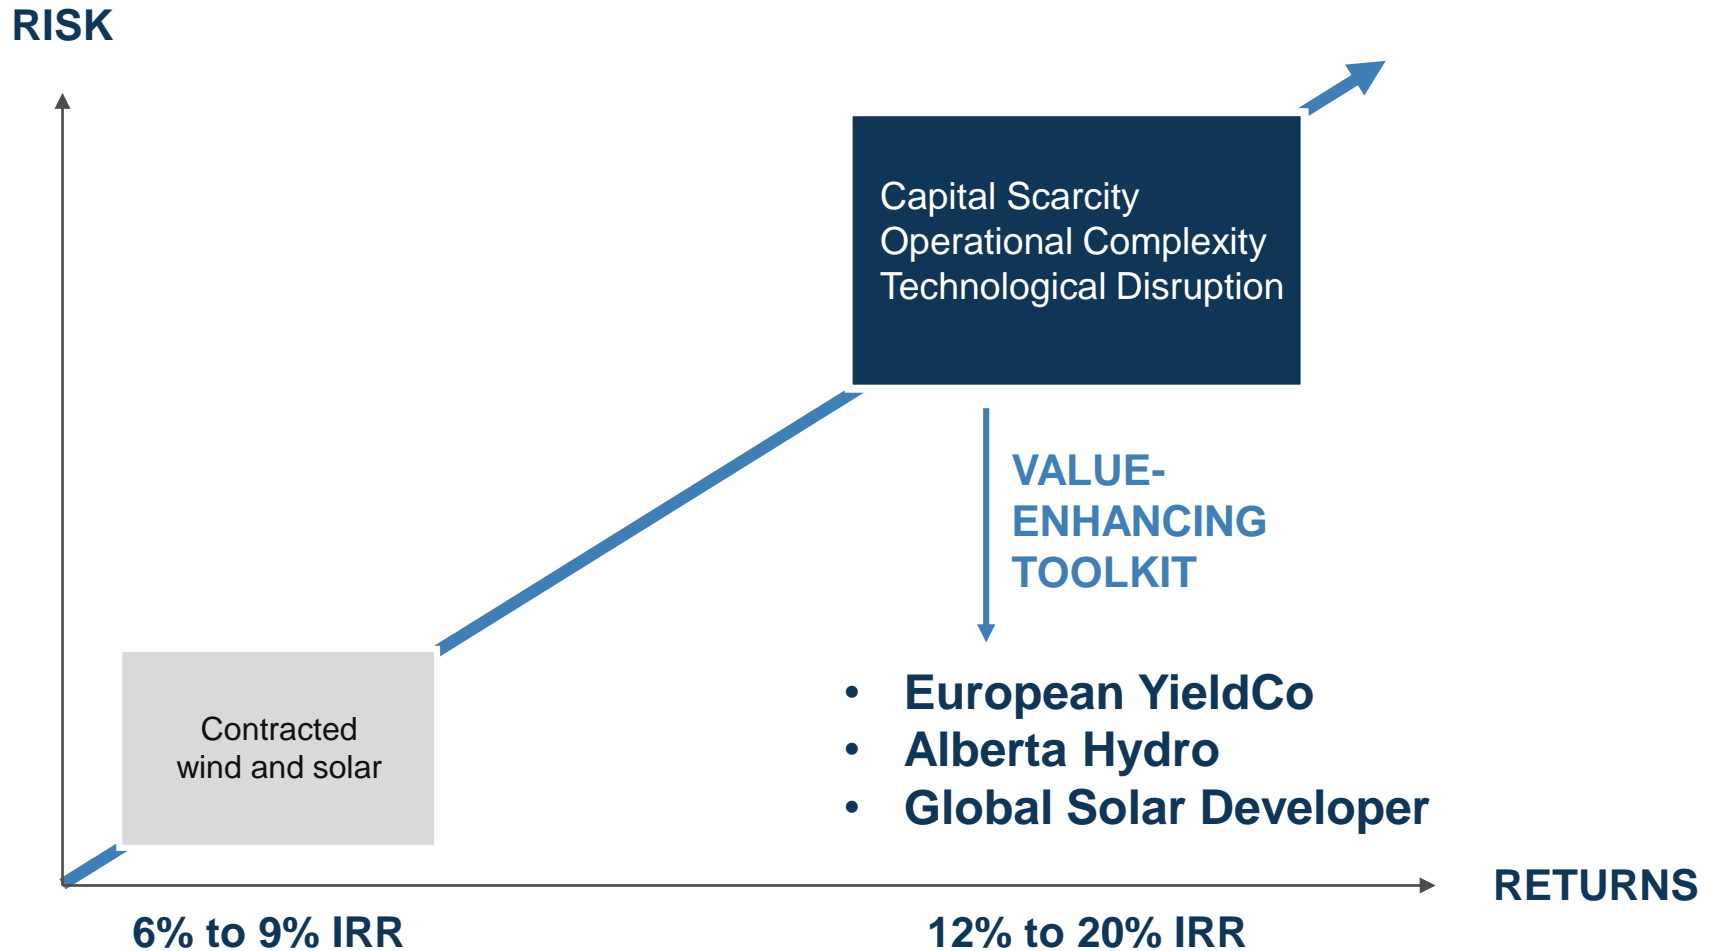 RISK
Capital Scarcity
Operational Complexity
Technological Disruption
VALUE-
ENHANCING
TOOLKIT
Contracted
wind and solar
• European YieldCo
• Alberta Hydro
• Global Solar Developer
RETURNS
6% to 9% IRR
12% to 20% IRR